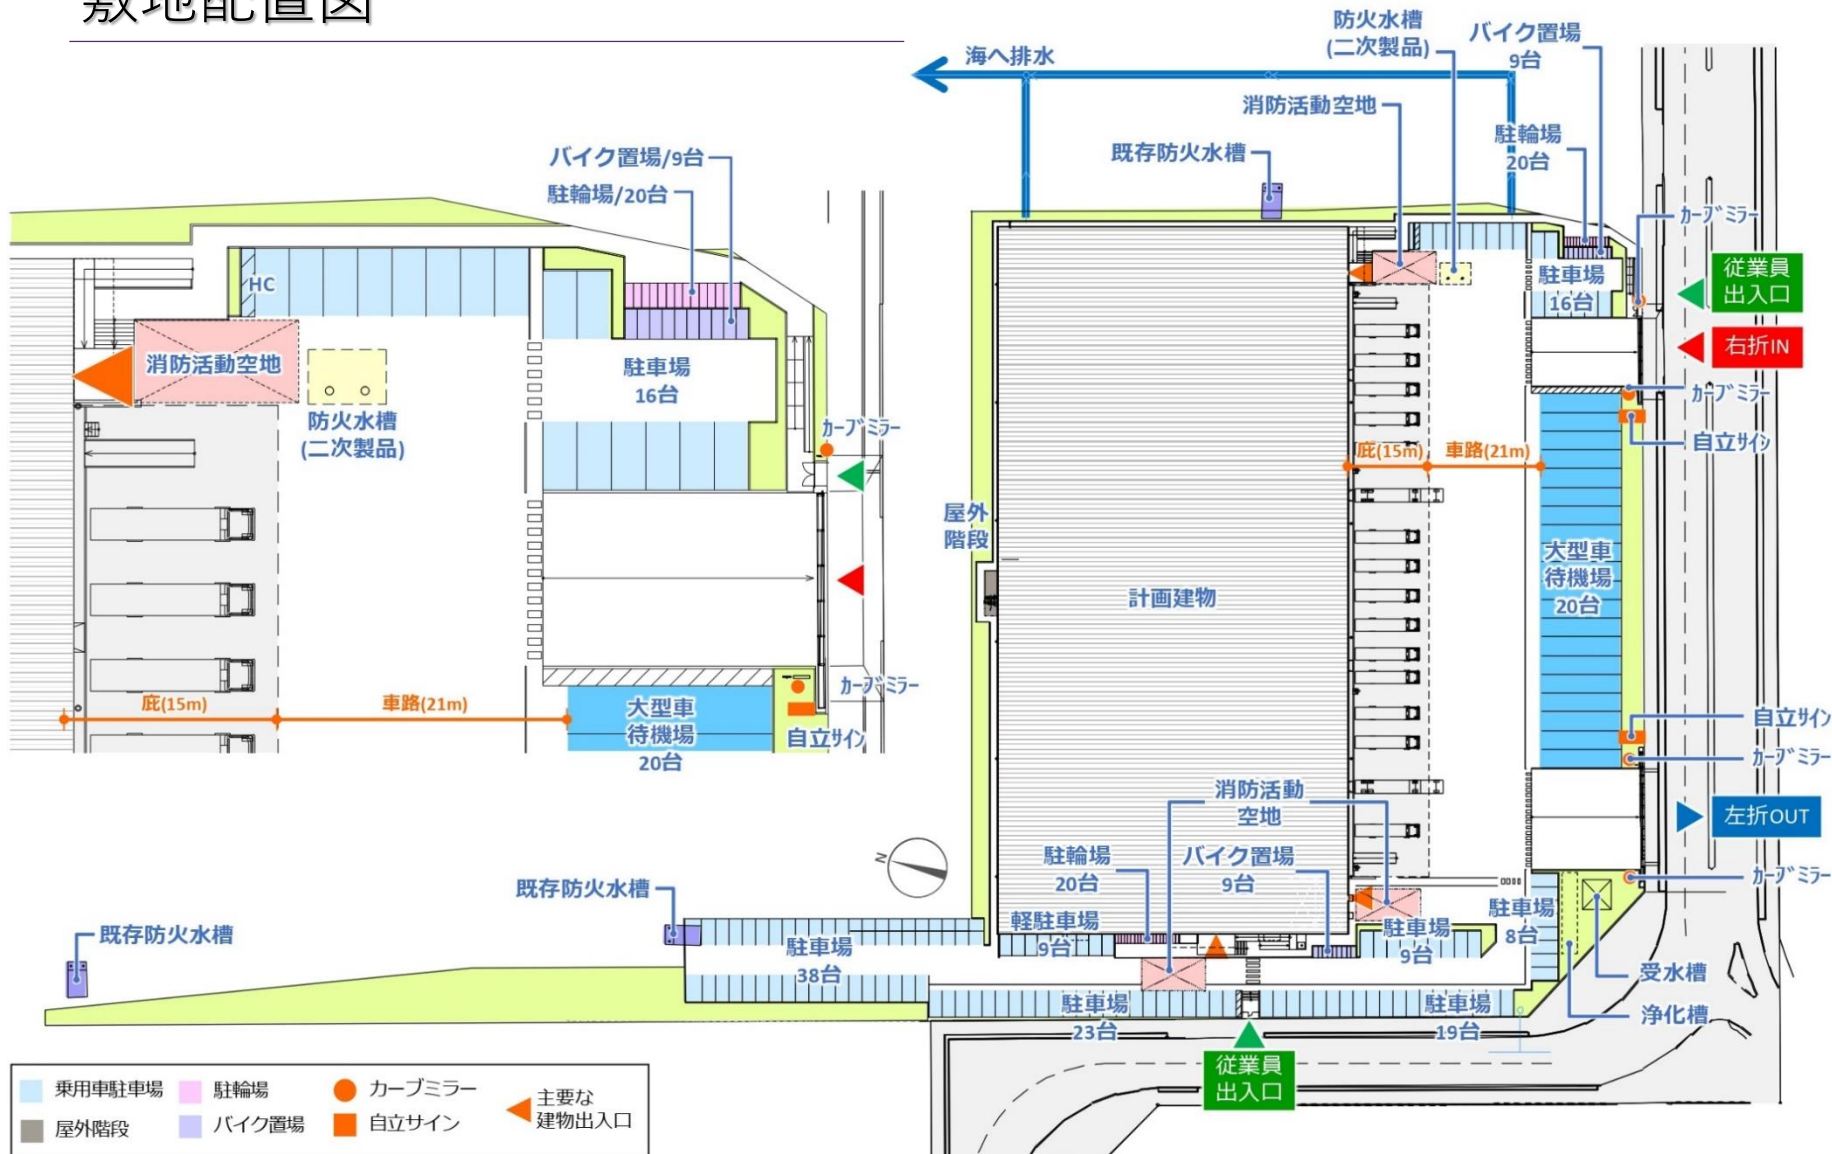 敷地配置図
海へ排水
防火水槽
(二次製品)
バイク置場
9台
消防活動空地
駐輪場
20台
既存防火水槽
カーブミラー
従業員
出入口
駐車場
16台
右折IN
カーブミラー
自立サイン
庇(15m)
車路(21m)
屋外
階段
計画建物
大型車
待機場
20台
自立サイン
カーブミラー
左折OUT
カーブミラー
消防活動
空地
駐輪場
20台
バイク置場
9台
軽駐車場
9台
駐車場
9台
駐車場
8台
受水槽
浄化槽
駐車場
38台
駐車場
23台
駐車場
19台
従業員
出入口
既存防火水槽
既存防火水槽
N
バイク置場/9台
駐輪場/20台
HC
消防活動空地
防火水槽
(二次製品)
駐車場
16台
カーブミラー
カーブミラー
庇(15m)
車路(21m)
大型車
待機場
20台
自立サイン
乗用車駐車場
駐輪場
カーブミラー
主要な
建物出入口
屋外階段
バイク置場
自立サイン